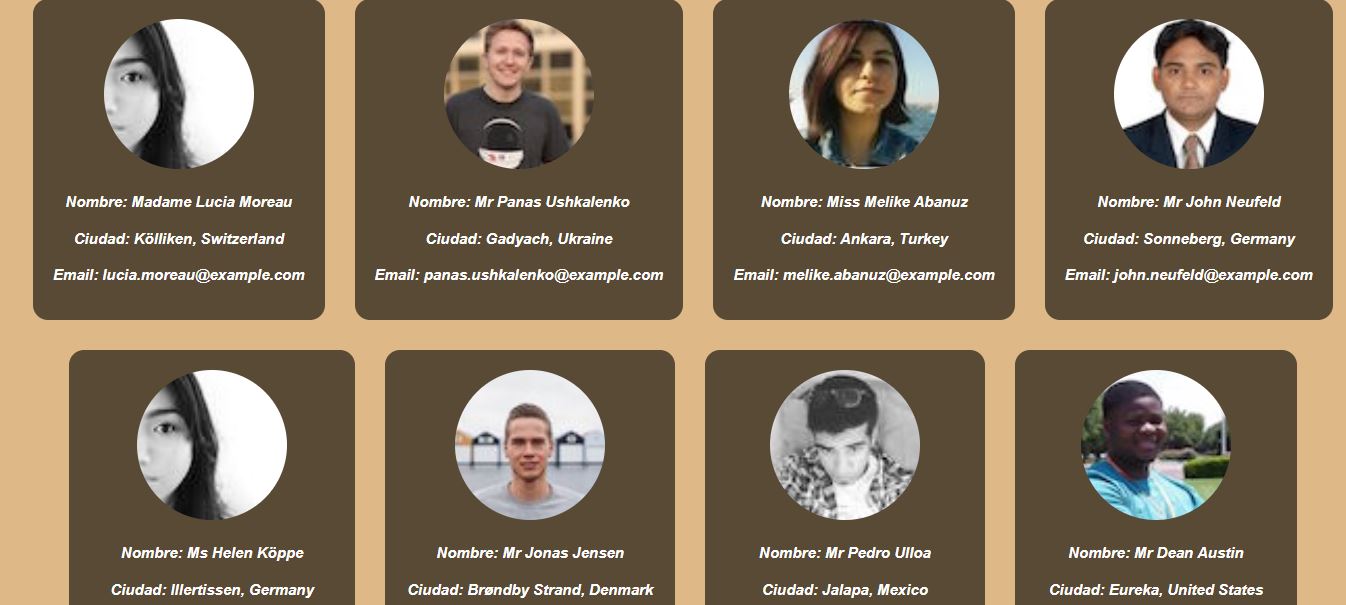 Nombre: Madame Lucia Moreau
Ciudad: Kölliken, Switzerland
Email: lucia.moreau@example.com
Nombre: Mr Panas Ushkalenko
Ciudad: Gadyach, Ukraine
Email: panas.ushkalenko@example.com
Nombre: Miss Melike Abanuz
Ciudad: Ankara, Turkey
Email: melike.abanuz@example.com
Nombre: Mr John Neufeld
Ciudad: Sonneberg, Germany
Email: john.neufeld@example.com
Nombre: Ms Helen Köppe
Ciudad: Illertissen, Germany
Nombre: Mr Jonas Jensen
Ciudad: Brøndby Strand, Denmark
Nombre: Mr Pedro Ulloa
Ciudad: Jalapa, Mexico
Nombre: Mr Dean Austin
Ciudad: Eureka, United States